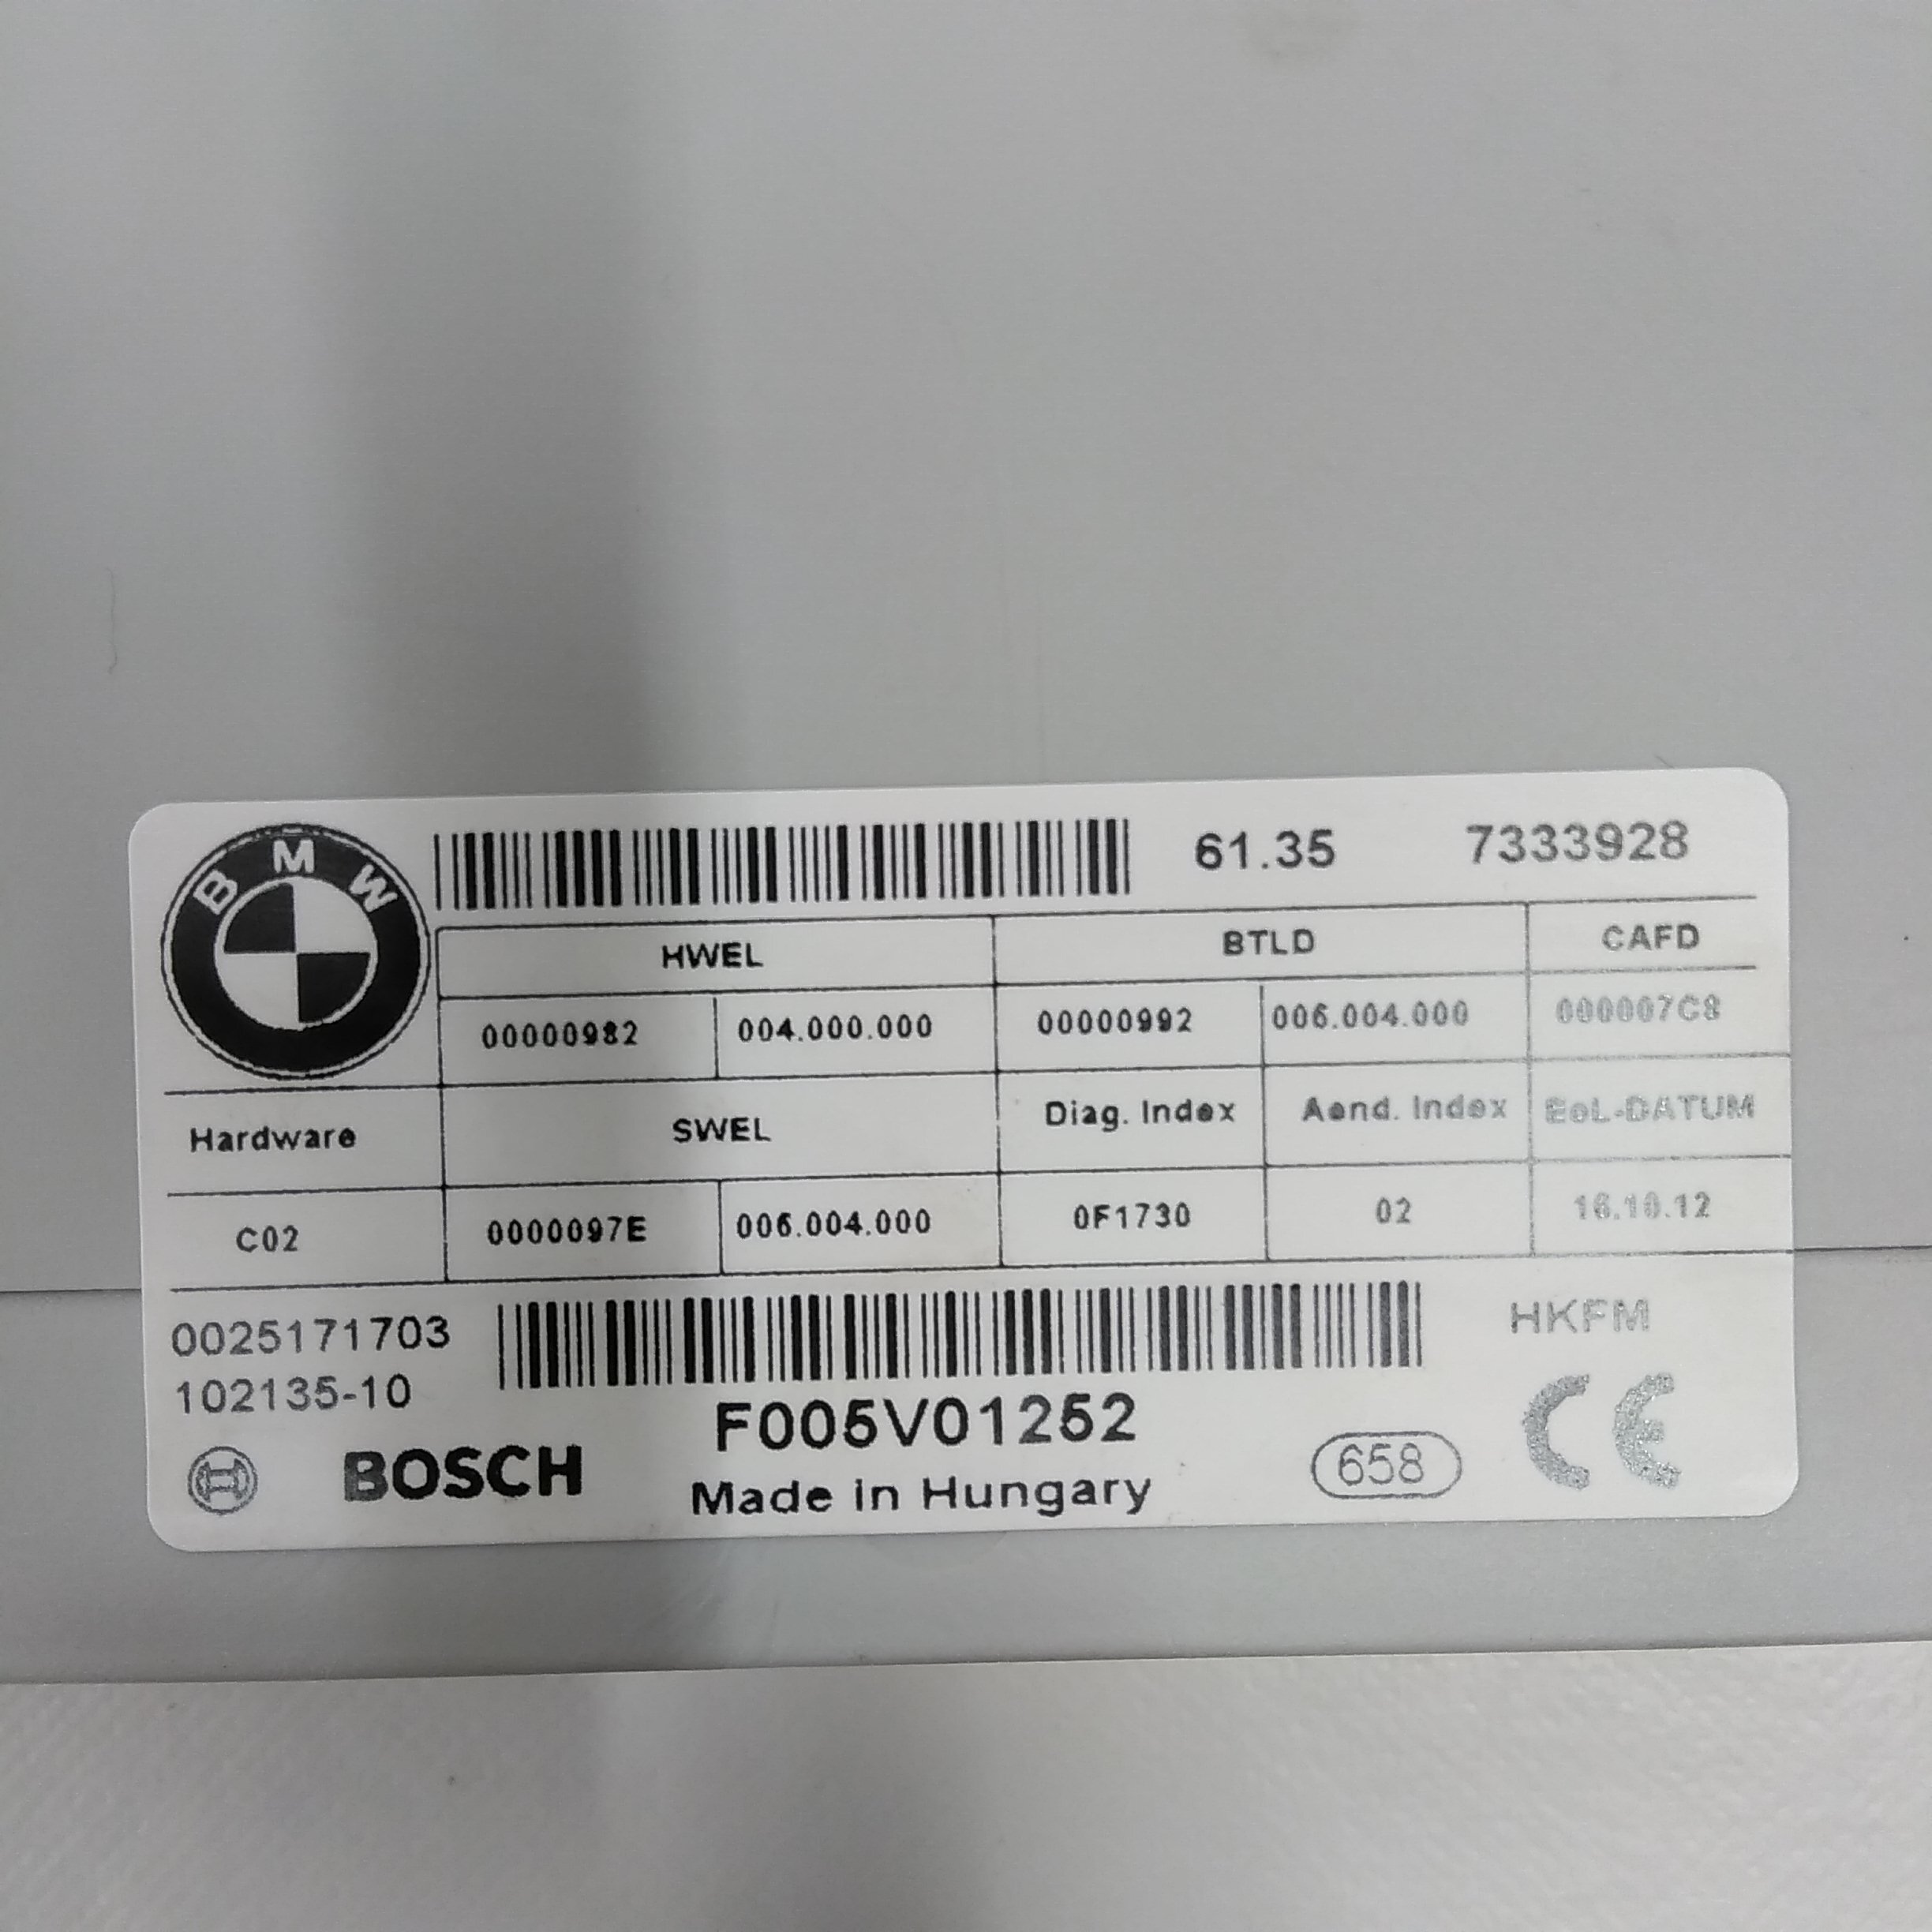 BMW
61.35 7333928
HWEL BTLD CAFD
00000982 004.000.000 00000992 006.004.000 000007C8
Hardware SWEL Diag. Index Aend. Index EoL-DATUM
C02 0000097E 006.004.000 0F1730 02 16.10.12
0025171703 HKFM
102135-10
F005V01252
BOSCH Made in Hungary 658 CE